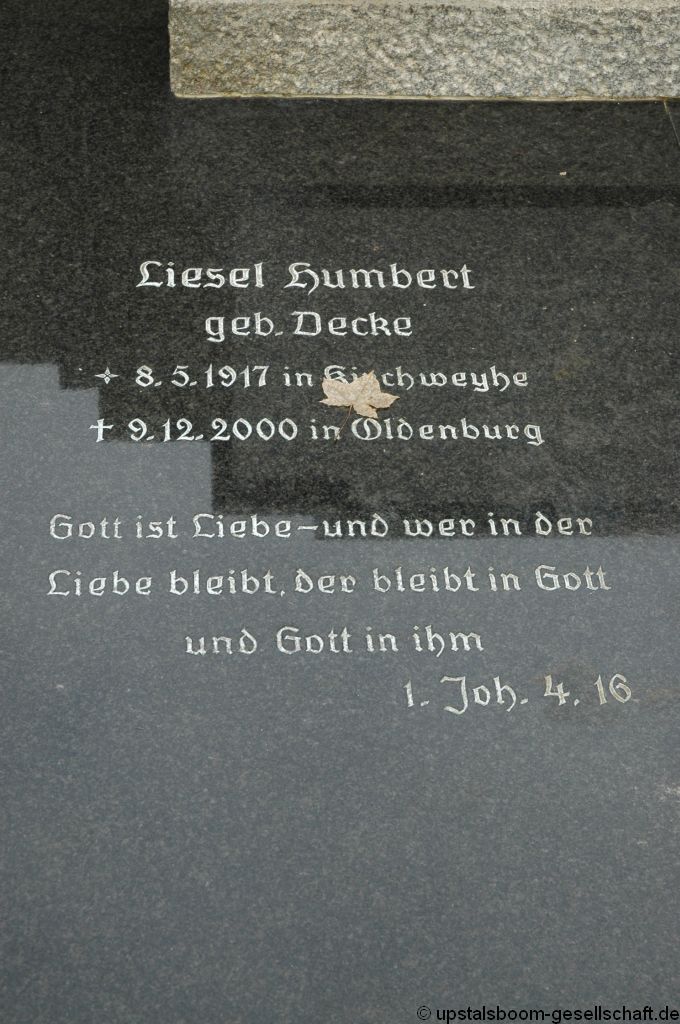 Liesel Humbert
geb. Decke
✧ 8.5.1917 in Kirchweyhe
† 9.12.2000 in Oldenburg
Gott ist Liebe – und wer in der
Liebe bleibt, der bleibt in Gott
und Gott in ihm
1. Joh. 4. 16
© upstalsboom-gesellschaft.de